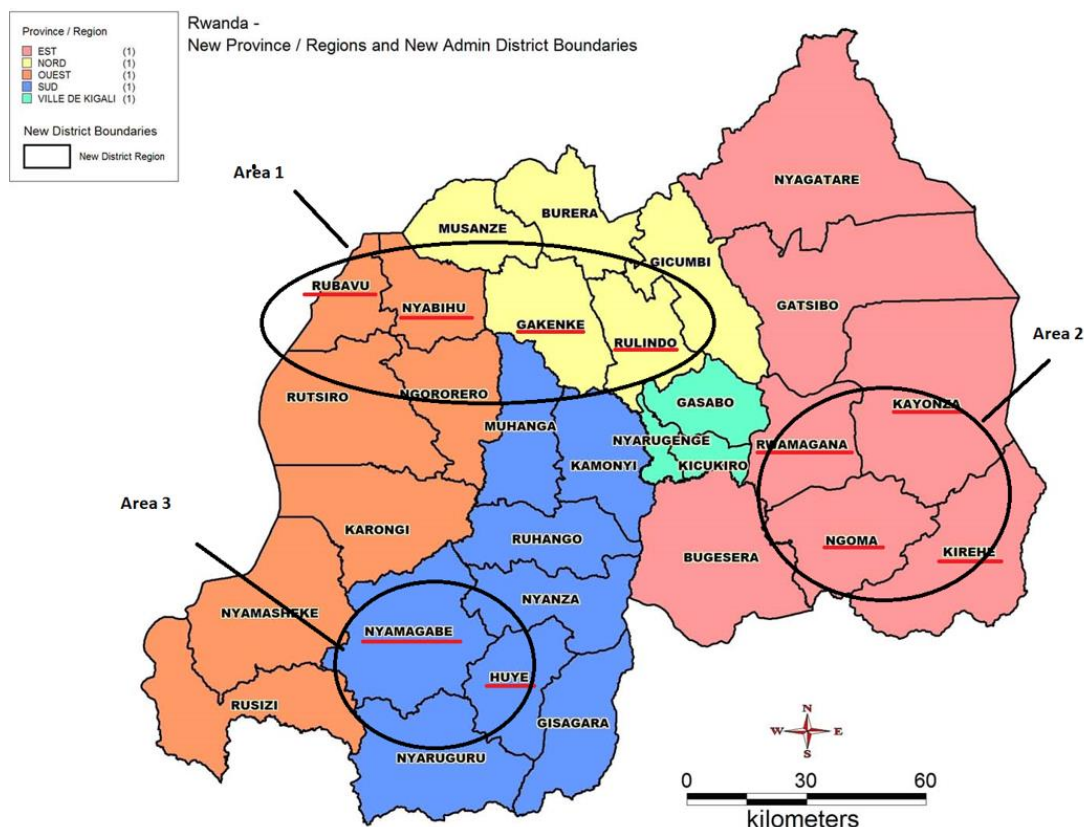 Province / Region
EST (1)
NORD (1)
OUEST (1)
SUD (1)
VILLE DE KIGALI (1)
New District Boundaries
New District Region
Rwanda -
New Province / Regions and New Admin District Boundaries
Area 1
NYAGATARE
BURERA
MUSANZE
GICUMBI
RUBAVU
NYABIHU
GATSIBO
GAKENKE
RULINDO
Area 2
RUTSIRO
NGORORERO
GASABO
KAYONZA
MUHANGA
NYARUGENGE
RWAMAGANA
KAMONYI
KICUKIRO
Area 3
KARONGI
RUHANGO
BUGESERA
NGOMA
KIREHE
NYANZA
NYAMASHEKE
NYAMAGABE
HUYE
RUSIZI
GISAGARA
NYARUGURU
N
W E
S
0 30 60
kilometers